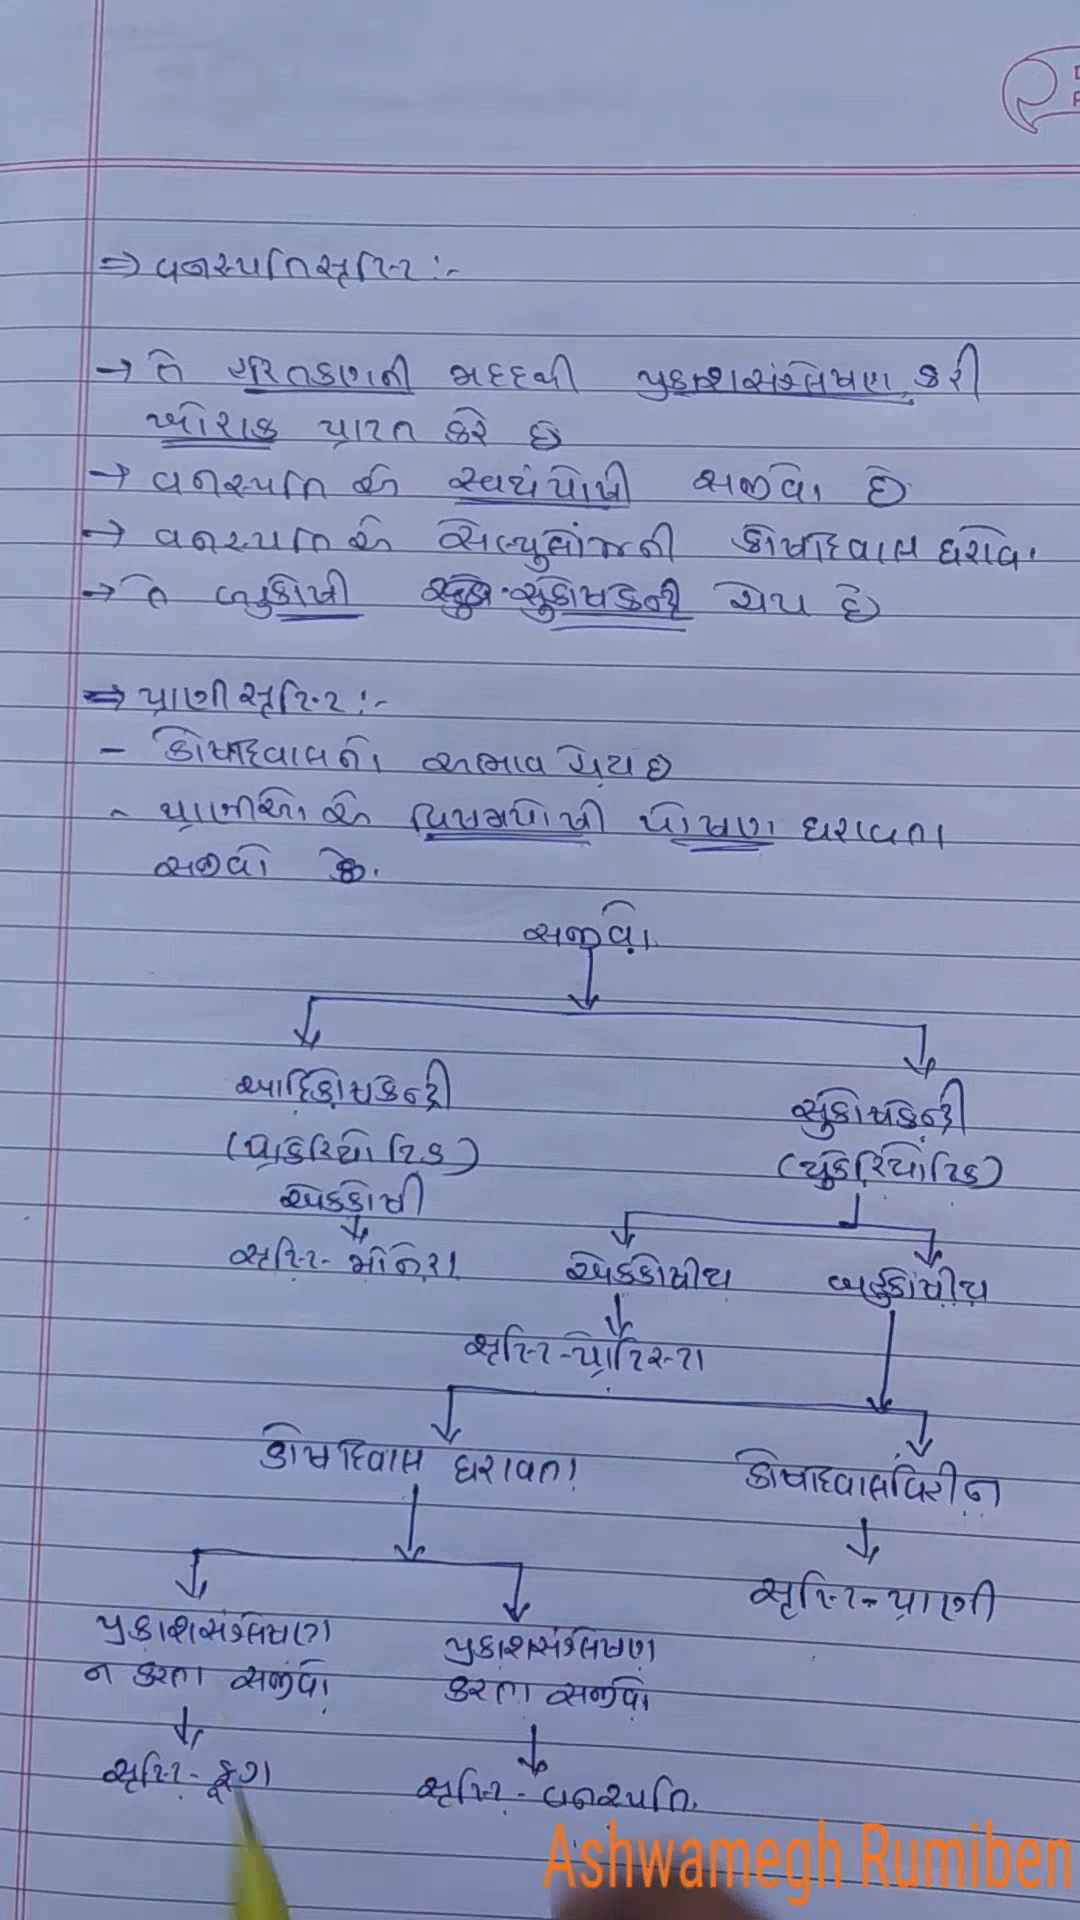 ⇒ વનસ્પતિસૃષ્ટિ :-
→ તે હરિતકણની મદદથી પ્રકાશસંશ્લેષણ કરી
ખોરાક પ્રાપ્ત કરે છે
→ વનસ્પતિ એ સ્વયંપોષી સજીવો છે
→ વનસ્પતિ એ સેલ્યુલોઝની કોષદિવાલ ધરાવે.
→ તે બહુકોષી સુકોષકેન્દ્રી હોય છે
⇒ પ્રાણીસૃષ્ટિ :-
- કોષદિવાલનો અભાવ હોય છે
- પ્રાણીઓ એ વિષમપોષી પોષણ ધરાવતા
સજીવો છે.
સજીવો
આદિકોષકેન્દ્રી
સુકોષકેન્દ્રી
(પ્રોકેરિયોટિક)
(યુકેરિયોટિક)
એકકોષી
સૃષ્ટિ- મોનેરા
એકકોષીય
બહુકોષીય
સૃષ્ટિ-પ્રોટિસ્ટા
કોષદિવાલ ધરાવતા
કોષદિવાલવિહીન
સૃષ્ટિ-પ્રાણી
પ્રકાશસંશ્લેષણ
પ્રકાશસંશ્લેષણ
ન કરતા સજીવો
કરતા સજીવો
સૃષ્ટિ-ફૂગ
સૃષ્ટિ-વનસ્પતિ.
Ashwamegh Rumiben